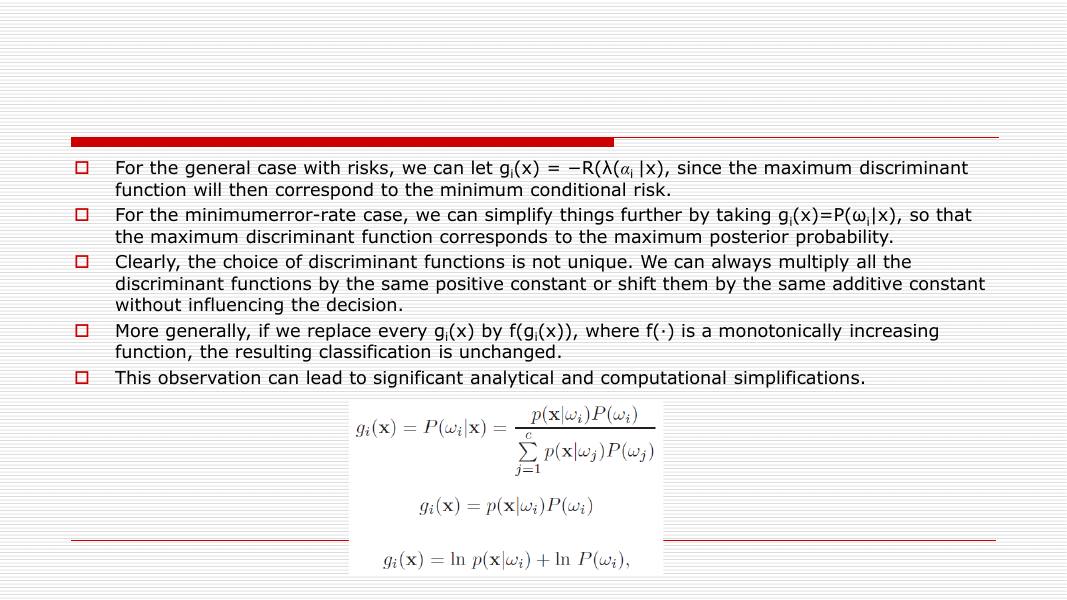 For the general case with risks, we can let gᵢ(x) = −R(λ(αᵢ |x), since the maximum discriminant
function will then correspond to the minimum conditional risk.
For the minimumerror-rate case, we can simplify things further by taking gᵢ(x)=P(ωᵢ|x), so that
the maximum discriminant function corresponds to the maximum posterior probability.
Clearly, the choice of discriminant functions is not unique. We can always multiply all the
discriminant functions by the same positive constant or shift them by the same additive constant
without influencing the decision.
More generally, if we replace every gᵢ(x) by f(gᵢ(x)), where f(·) is a monotonically increasing
function, the resulting classification is unchanged.
This observation can lead to significant analytical and computational simplifications.
gᵢ(x) = P(ωᵢ|x) = p(x|ωᵢ)P(ωᵢ)
c
∑ p(x|ωⱼ)P(ωⱼ)
j=1
gᵢ(x) = p(x|ωᵢ)P(ωᵢ)
gᵢ(x) = ln p(x|ωᵢ) + ln P(ωᵢ),